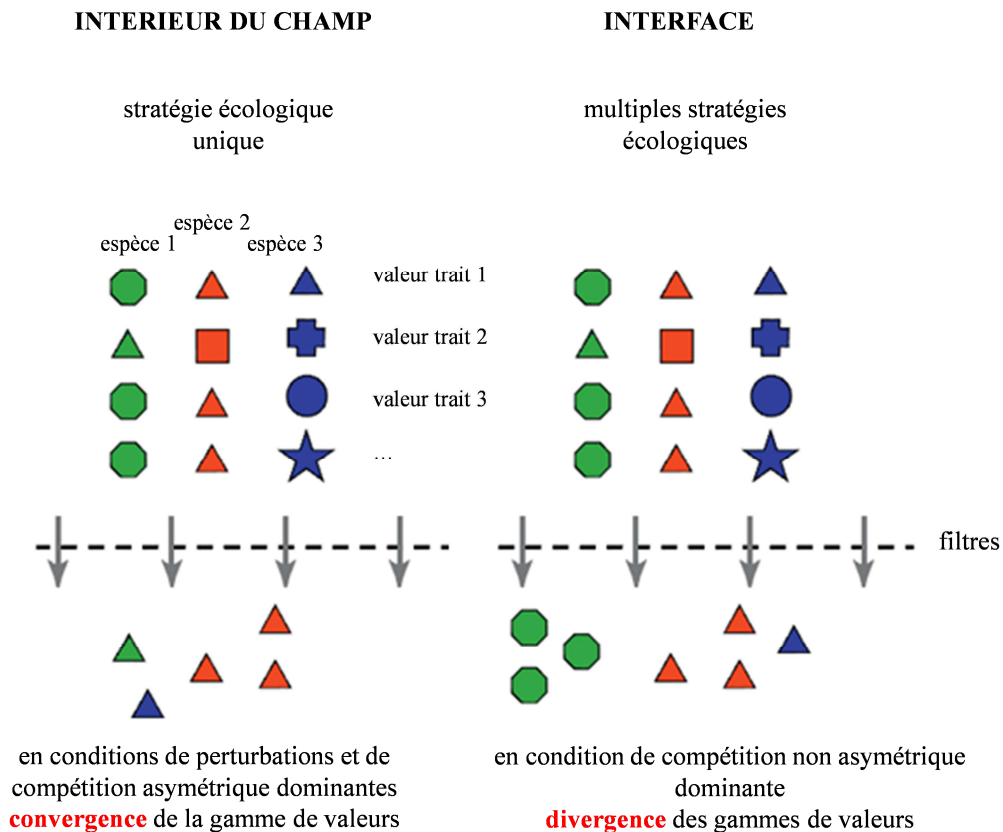 INTERIEUR DU CHAMP
INTERFACE
stratégie écologique
unique
multiples stratégies
écologiques
espèce 1
espèce 2
espèce 3
valeur trait 1
valeur trait 2
valeur trait 3
...
filtres
en conditions de perturbations et de
compétition asymétrique dominantes
convergence de la gamme de valeurs
en condition de compétition non asymétrique
dominante
divergence des gammes de valeurs